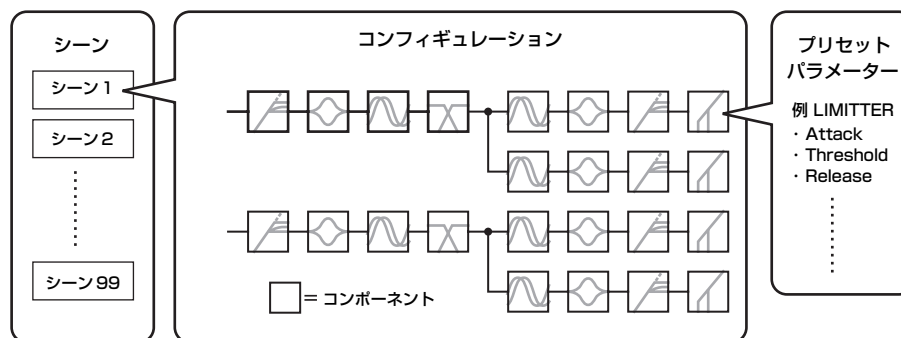 シーン
シーン1
シーン2
シーン99
コンフィギュレーション
= コンポーネント
プリセット
パラメーター
例 LIMITTER
・ Attack
・ Threshold
・ Release